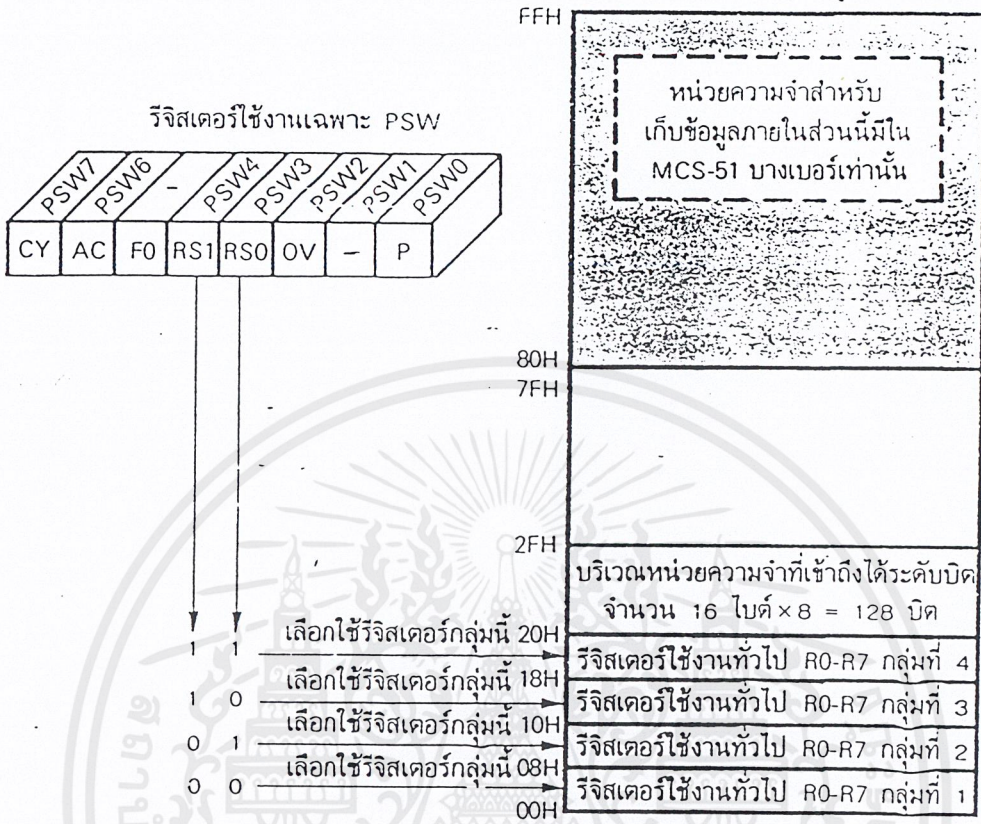 FFH
หน่วยความจำสำหรับ
เก็บข้อมูลภายในส่วนนี้มีใน
MCS-51 บางเบอร์เท่านั้น
รีจิสเตอร์ใช้งานเฉพาะ PSW
PSW7 PSW6 - PSW4 PSW3 PSW2 PSW1 PSW0
CY AC F0 RS1 RS0 OV - P
80H
7FH
2FH
บริเวณหน่วยความจำที่เข้าถึงได้ระดับบิต
จำนวน 16 ไบต์ × 8 = 128 บิต
1 1 เลือกใช้รีจิสเตอร์กลุ่มนี้ 20H
รีจิสเตอร์ใช้งานทั่วไป R0-R7 กลุ่มที่ 4
1 0 เลือกใช้รีจิสเตอร์กลุ่มนี้ 18H
รีจิสเตอร์ใช้งานทั่วไป R0-R7 กลุ่มที่ 3
0 1 เลือกใช้รีจิสเตอร์กลุ่มนี้ 10H
รีจิสเตอร์ใช้งานทั่วไป R0-R7 กลุ่มที่ 2
0 0 เลือกใช้รีจิสเตอร์กลุ่มนี้ 08H
รีจิสเตอร์ใช้งานทั่วไป R0-R7 กลุ่มที่ 1
00H